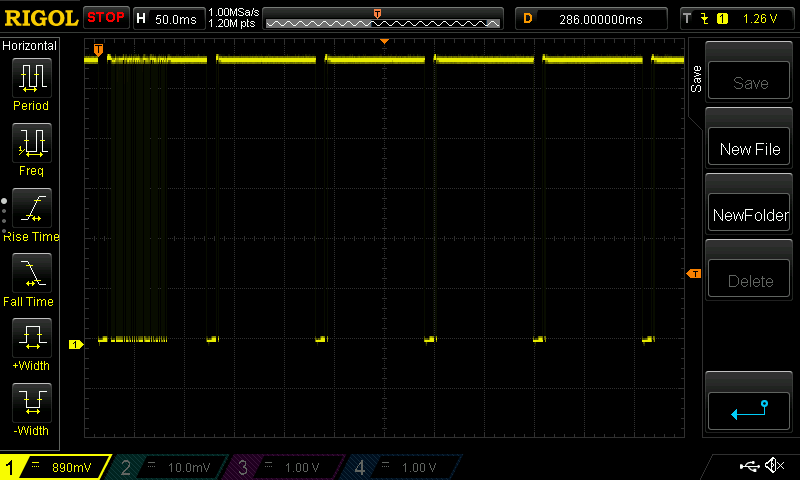 RIGOL STOP H 50.0ms 1.00MSa/s 1.20M pts T D 286.000000ms T 1 1.26 V
Horizontal
T
Period
Freq
Rise Time
Fall Time
+Width
-Width
1
T
Save
Save
New File
NewFolder
Delete
1 890mV 2 10.0mV 3 1.00 V 4 1.00 V